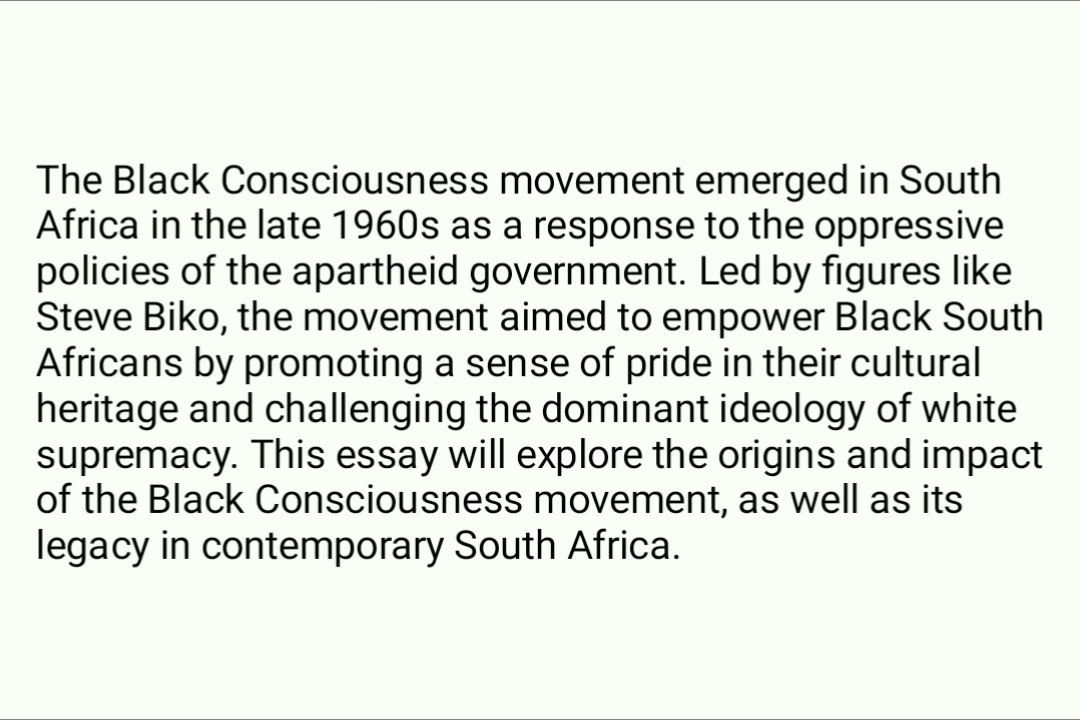 The Black Consciousness movement emerged in South
Africa in the late 1960s as a response to the oppressive
policies of the apartheid government. Led by figures like
Steve Biko, the movement aimed to empower Black South
Africans by promoting a sense of pride in their cultural
heritage and challenging the dominant ideology of white
supremacy. This essay will explore the origins and impact
of the Black Consciousness movement, as well as its
legacy in contemporary South Africa.